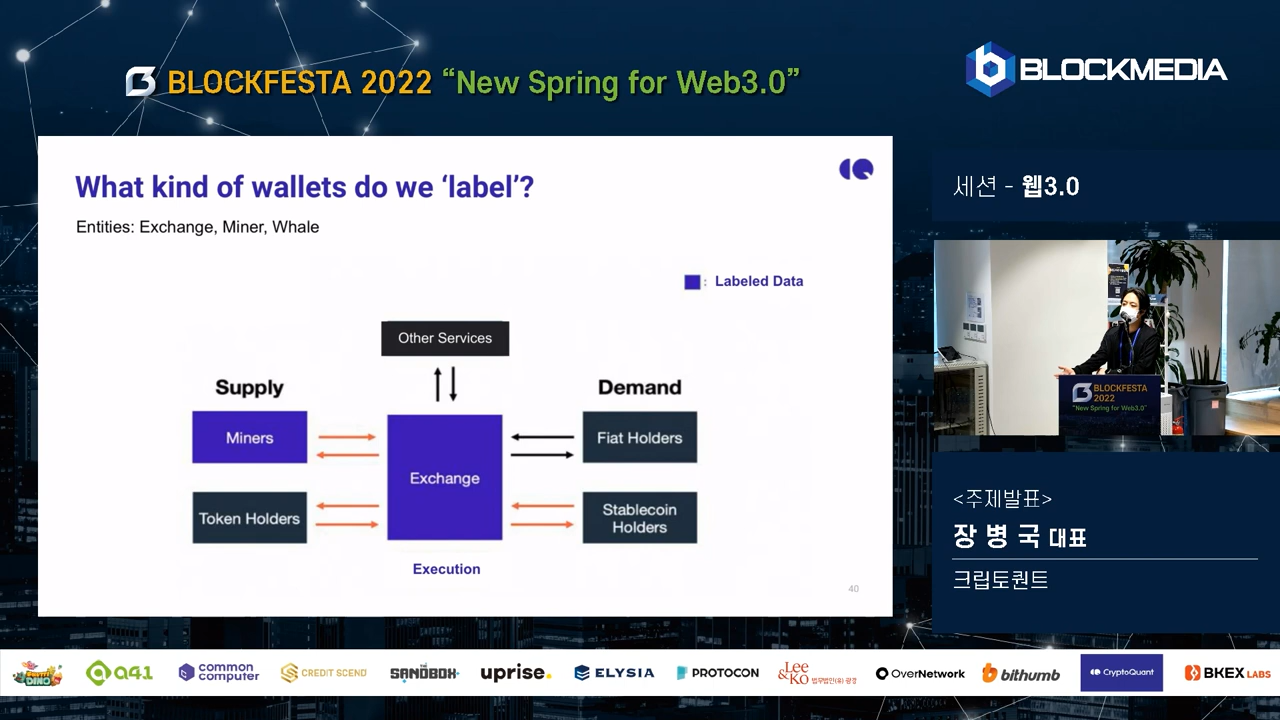 BLOCKFESTA 2022 “New Spring for Web3.0”
BLOCKMEDIA
What kind of wallets do we ‘label’?
Entities: Exchange, Miner, Whale
: Labeled Data
Other Services
Supply
Demand
Miners
Exchange
Fiat Holders
Token Holders
Stablecoin
Holders
Execution
40
세션 - 웹3.0
BLOCKFESTA
2022
“New Spring for Web3.0”
<주제발표>
장 병 국 대표
크립토퀀트
DINO
a41
common
computer
CREDIT SCEND
THE
SANDBOX
uprise.
ELYSIA
PROTOCON
Lee
&Ko 법무법인(유) 광장
OverNetwork
bithumb
CryptoQuant
BKEX LABS